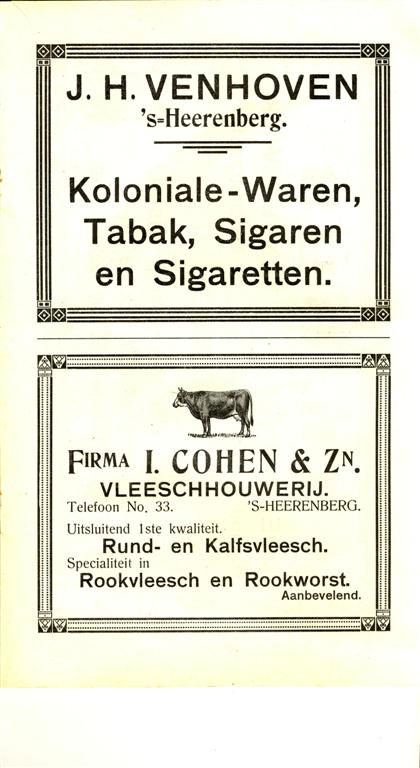 J. H. VENHOVEN
's=Heerenberg.
Koloniale-Waren,
Tabak, Sigaren
en Sigaretten.
FIRMA I. COHEN & ZN.
VLEESCHHOUWERIJ.
Telefoon No. 33. 'S-HEERENBERG.
Uitsluitend 1ste kwaliteit.
Rund- en Kalfsvleesch.
Specialiteit in
Rookvleesch en Rookworst.
Aanbevelend.